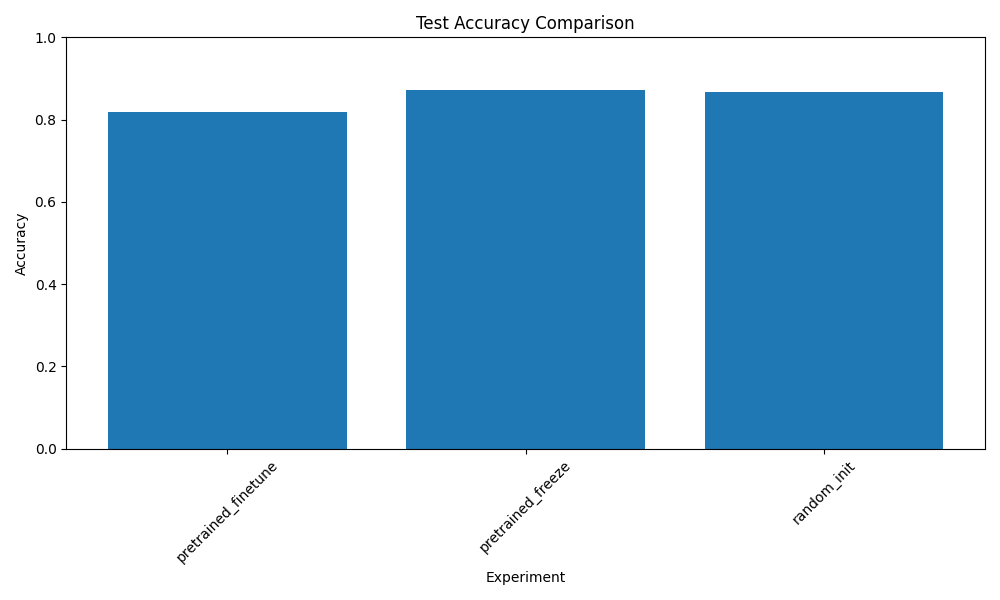 Test Accuracy Comparison
1.0
0.8
0.6
0.4
0.2
0.0
Accuracy
pretrained_finetune
pretrained_freeze
random_init
Experiment